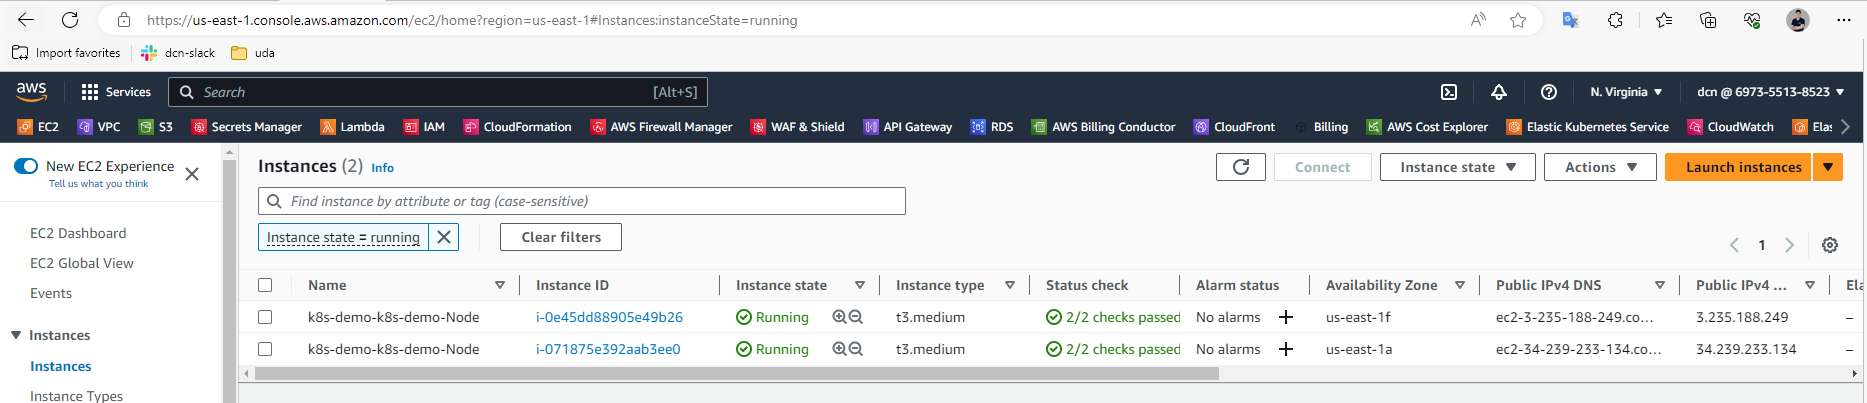 https://us-east-1.console.aws.amazon.com/ec2/home?region=us-east-1#Instances:instanceState=running
Import favorites dcn-slack uda
aws Services Search [Alt+S] N. Virginia ▼ dcn @ 6973-5513-8523 ▼
EC2 VPC S3 Secrets Manager Lambda IAM CloudFormation AWS Firewall Manager WAF & Shield API Gateway RDS AWS Billing Conductor CloudFront Billing AWS Cost Explorer Elastic Kubernetes Service CloudWatch Elas
New EC2 Experience
Tell us what you think
EC2 Dashboard
EC2 Global View
Events
Instances
Instances
Instance Types
Instances (2) Info
Connect Instance state ▼ Actions ▼ Launch instances ▼
Find instance by attribute or tag (case-sensitive)
Instance state = running Clear filters
1
Name Instance ID Instance state Instance type Status check Alarm status Availability Zone Public IPv4 DNS Public IPv4 ... Ela
k8s-demo-k8s-demo-Node i-0e45dd88905e49b26 Running t3.medium 2/2 checks passed No alarms + us-east-1f ec2-3-235-188-249.co... 3.235.188.249 –
k8s-demo-k8s-demo-Node i-071875e392aab3ee0 Running t3.medium 2/2 checks passed No alarms + us-east-1a ec2-34-239-233-134.co... 34.239.233.134 –